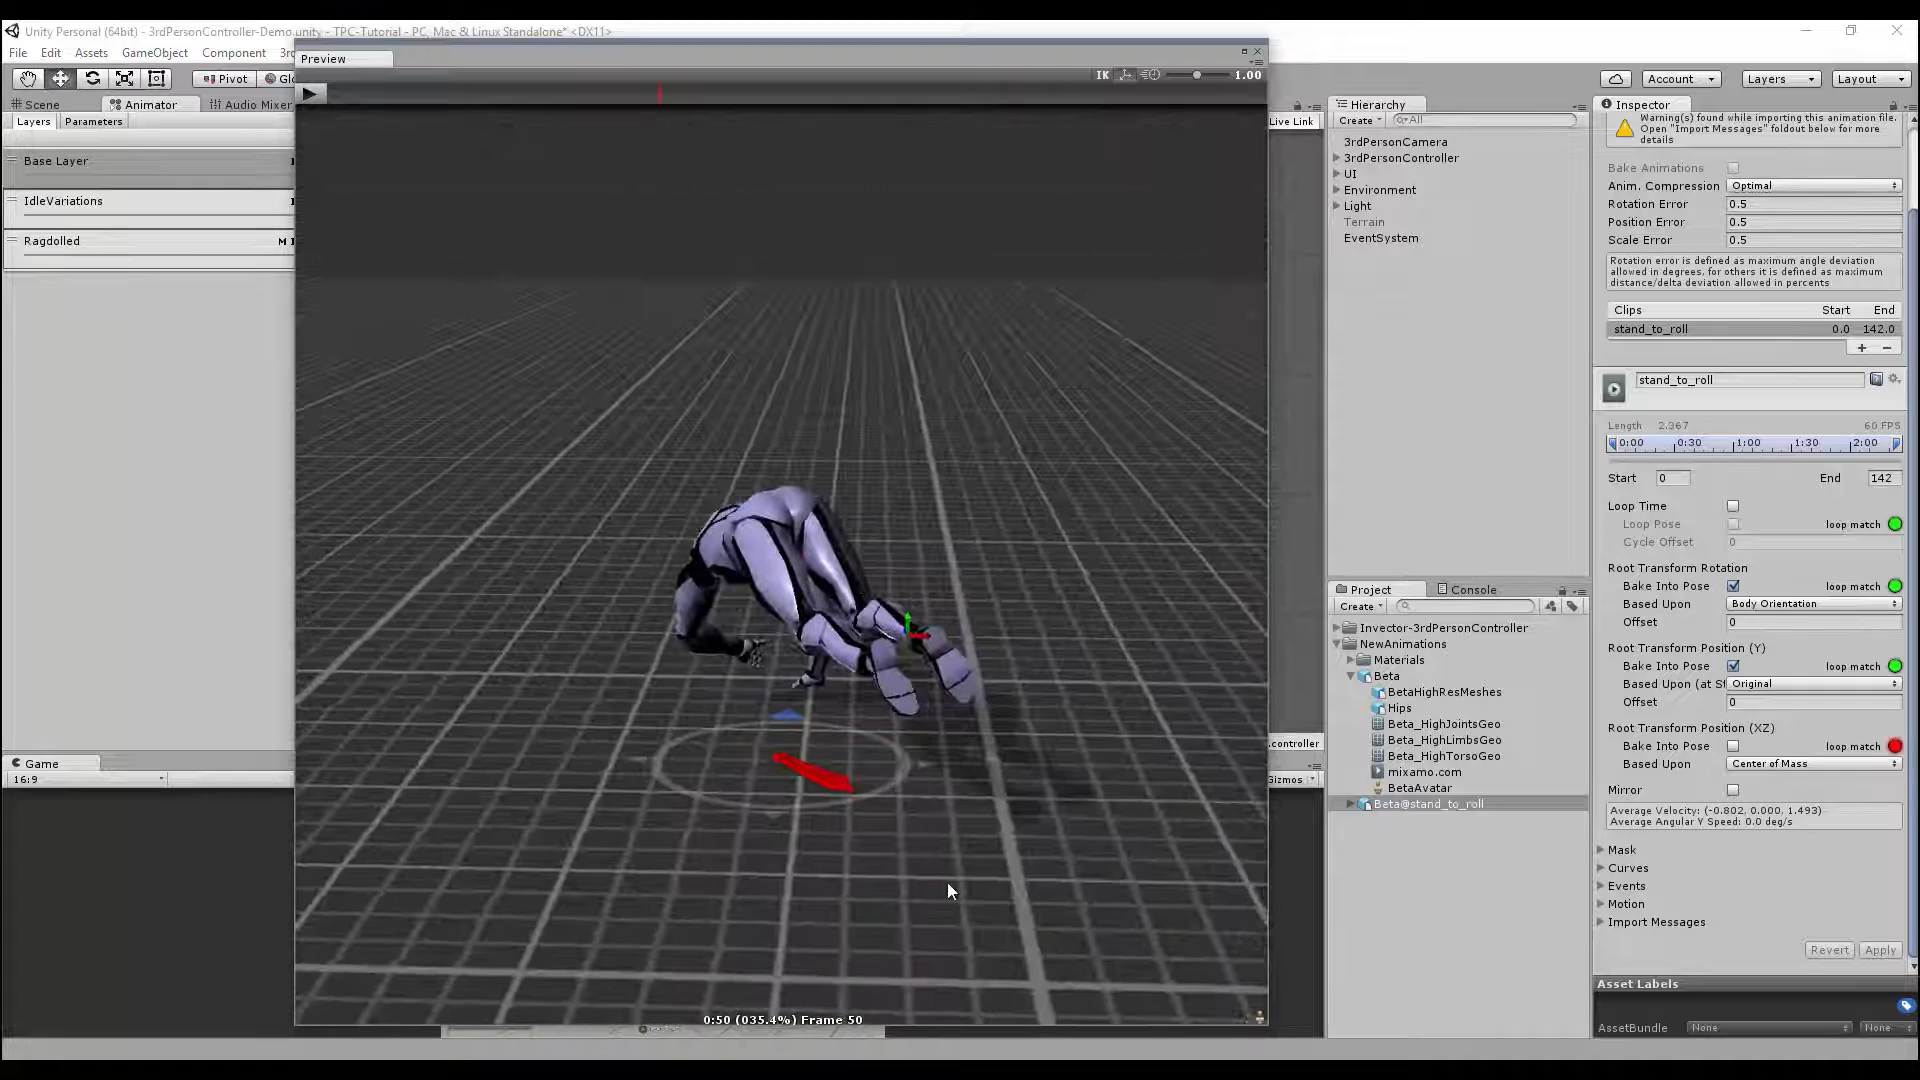 Unity Personal (64bit) - 3rdPersonController-Demo.unity - TPC-Tutorial - PC, Mac & Linux Standalone* <DX11>
File Edit Assets GameObject Component
Preview
IK 1.00
Pivot
Account
Layers
Layout
Scene Animator Audio Mixer
Layers Parameters
Live Link
Base Layer
IdleVariations
Ragdolled M
Game
16:9
.controller
Gizmos
0:50 (035.4%) Frame 50
Hierarchy
Create All
3rdPersonCamera
3rdPersonController
UI
Environment
Light
Terrain
EventSystem
Project Console
Create
Invector-3rdPersonController
NewAnimations
Materials
Beta
BetaHighResMeshes
Hips
Beta_HighJointsGeo
Beta_HighLimbsGeo
Beta_HighTorsoGeo
mixamo.com
BetaAvatar
Beta@stand_to_roll
Inspector
Warning(s) found while importing this animation file.
Open "Import Messages" foldout below for more
details
Bake Animations
Anim. Compression Optimal
Rotation Error 0.5
Position Error 0.5
Scale Error 0.5
Rotation error is defined as maximum angle deviation
allowed in degrees, for others it is defined as maximum
distance/delta deviation allowed in percents
Clips Start End
stand_to_roll 0.0 142.0
+ −
stand_to_roll
Length 2.367 60 FPS
0:00 0:30 1:00 1:30 2:00
Start 0 End 142
Loop Time
Loop Pose loop match
Cycle Offset 0
Root Transform Rotation
Bake Into Pose loop match
Based Upon Body Orientation
Offset 0
Root Transform Position (Y)
Bake Into Pose loop match
Based Upon (at St Original
Offset 0
Root Transform Position (XZ)
Bake Into Pose loop match
Based Upon Center of Mass
Mirror
Average Velocity: (-0.802, 0.000, 1.493)
Average Angular Y Speed: 0.0 deg/s
Mask
Curves
Events
Motion
Import Messages
Revert Apply
Asset Labels
AssetBundle None None